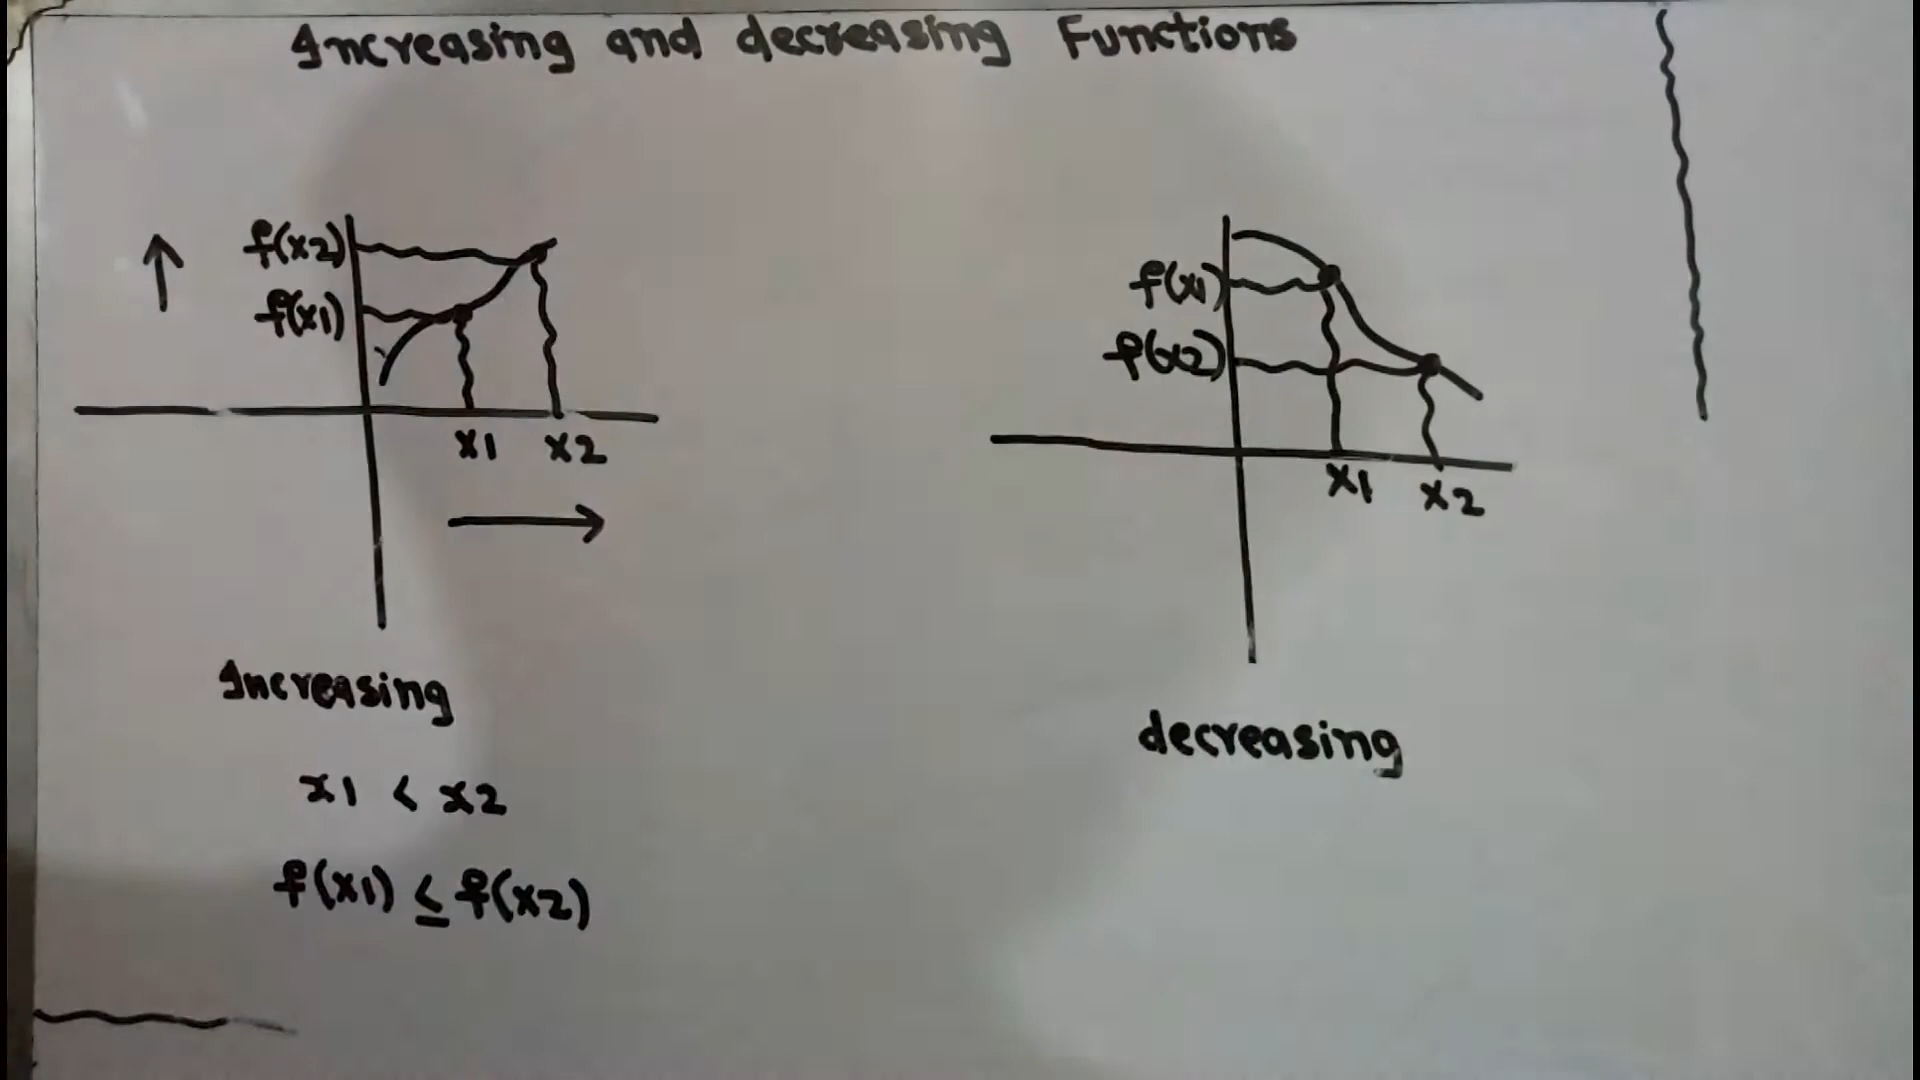 Increasing and decreasing Functions
f(x2)
f(x1)
x1 x2
Increasing
x1 < x2
f(x1) ≤ f(x2)
f(x1)
f(x2)
x1 x2
decreasing